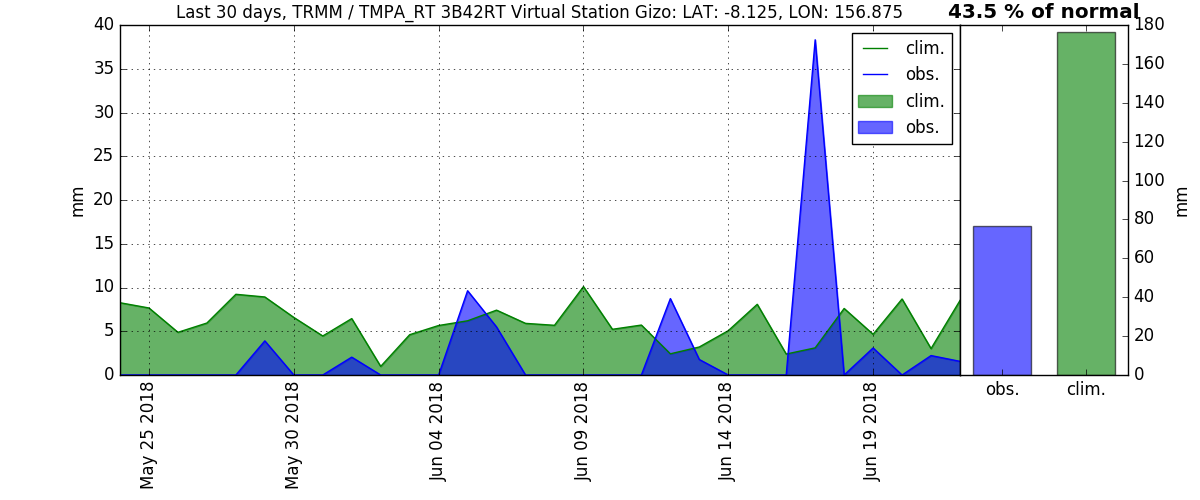 Last 30 days, TRMM / TMPA_RT 3B42RT Virtual Station Gizo: LAT: -8.125, LON: 156.875
43.5 % of normal
40
35
30
25
20
15
10
5
0
mm
clim.
obs.
clim.
obs.
May 25 2018
May 30 2018
Jun 04 2018
Jun 09 2018
Jun 14 2018
Jun 19 2018
180
160
140
120
100
80
60
40
20
0
mm
obs.
clim.